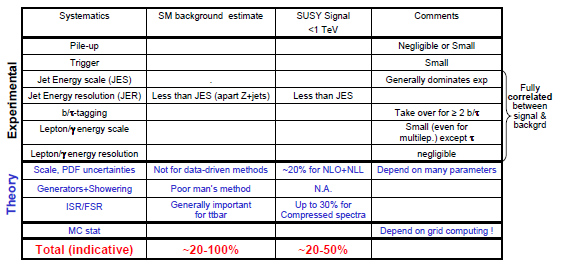 Systematics SM background estimate SUSY Signal Comments
<1 TeV
Pile-up Negligible or Small
Trigger Small
Jet Energy scale (JES) . Generally dominates exp
Jet Energy resolution (JER) Less than JES (apart Z+jets) Less than JES
b/τ-tagging Take over for ≥ 2 b/τ
Lepton/γ energy scale Small (even for
multilep.) except τ
Lepton/γ energy resolution negligible
Scale, PDF uncertainties Not for data-driven methods ~20% for NLO+NLL Depend on many parameters
Generators+Showering Poor man's method N.A.
ISR/FSR Generally important Up to 30% for
for ttbar Compressed spectra
MC stat Depend on grid computing !
Total (indicative) ~20-100% ~20-50%
Experimental
Theory
Fully
correlated
between
signal &
backgrd